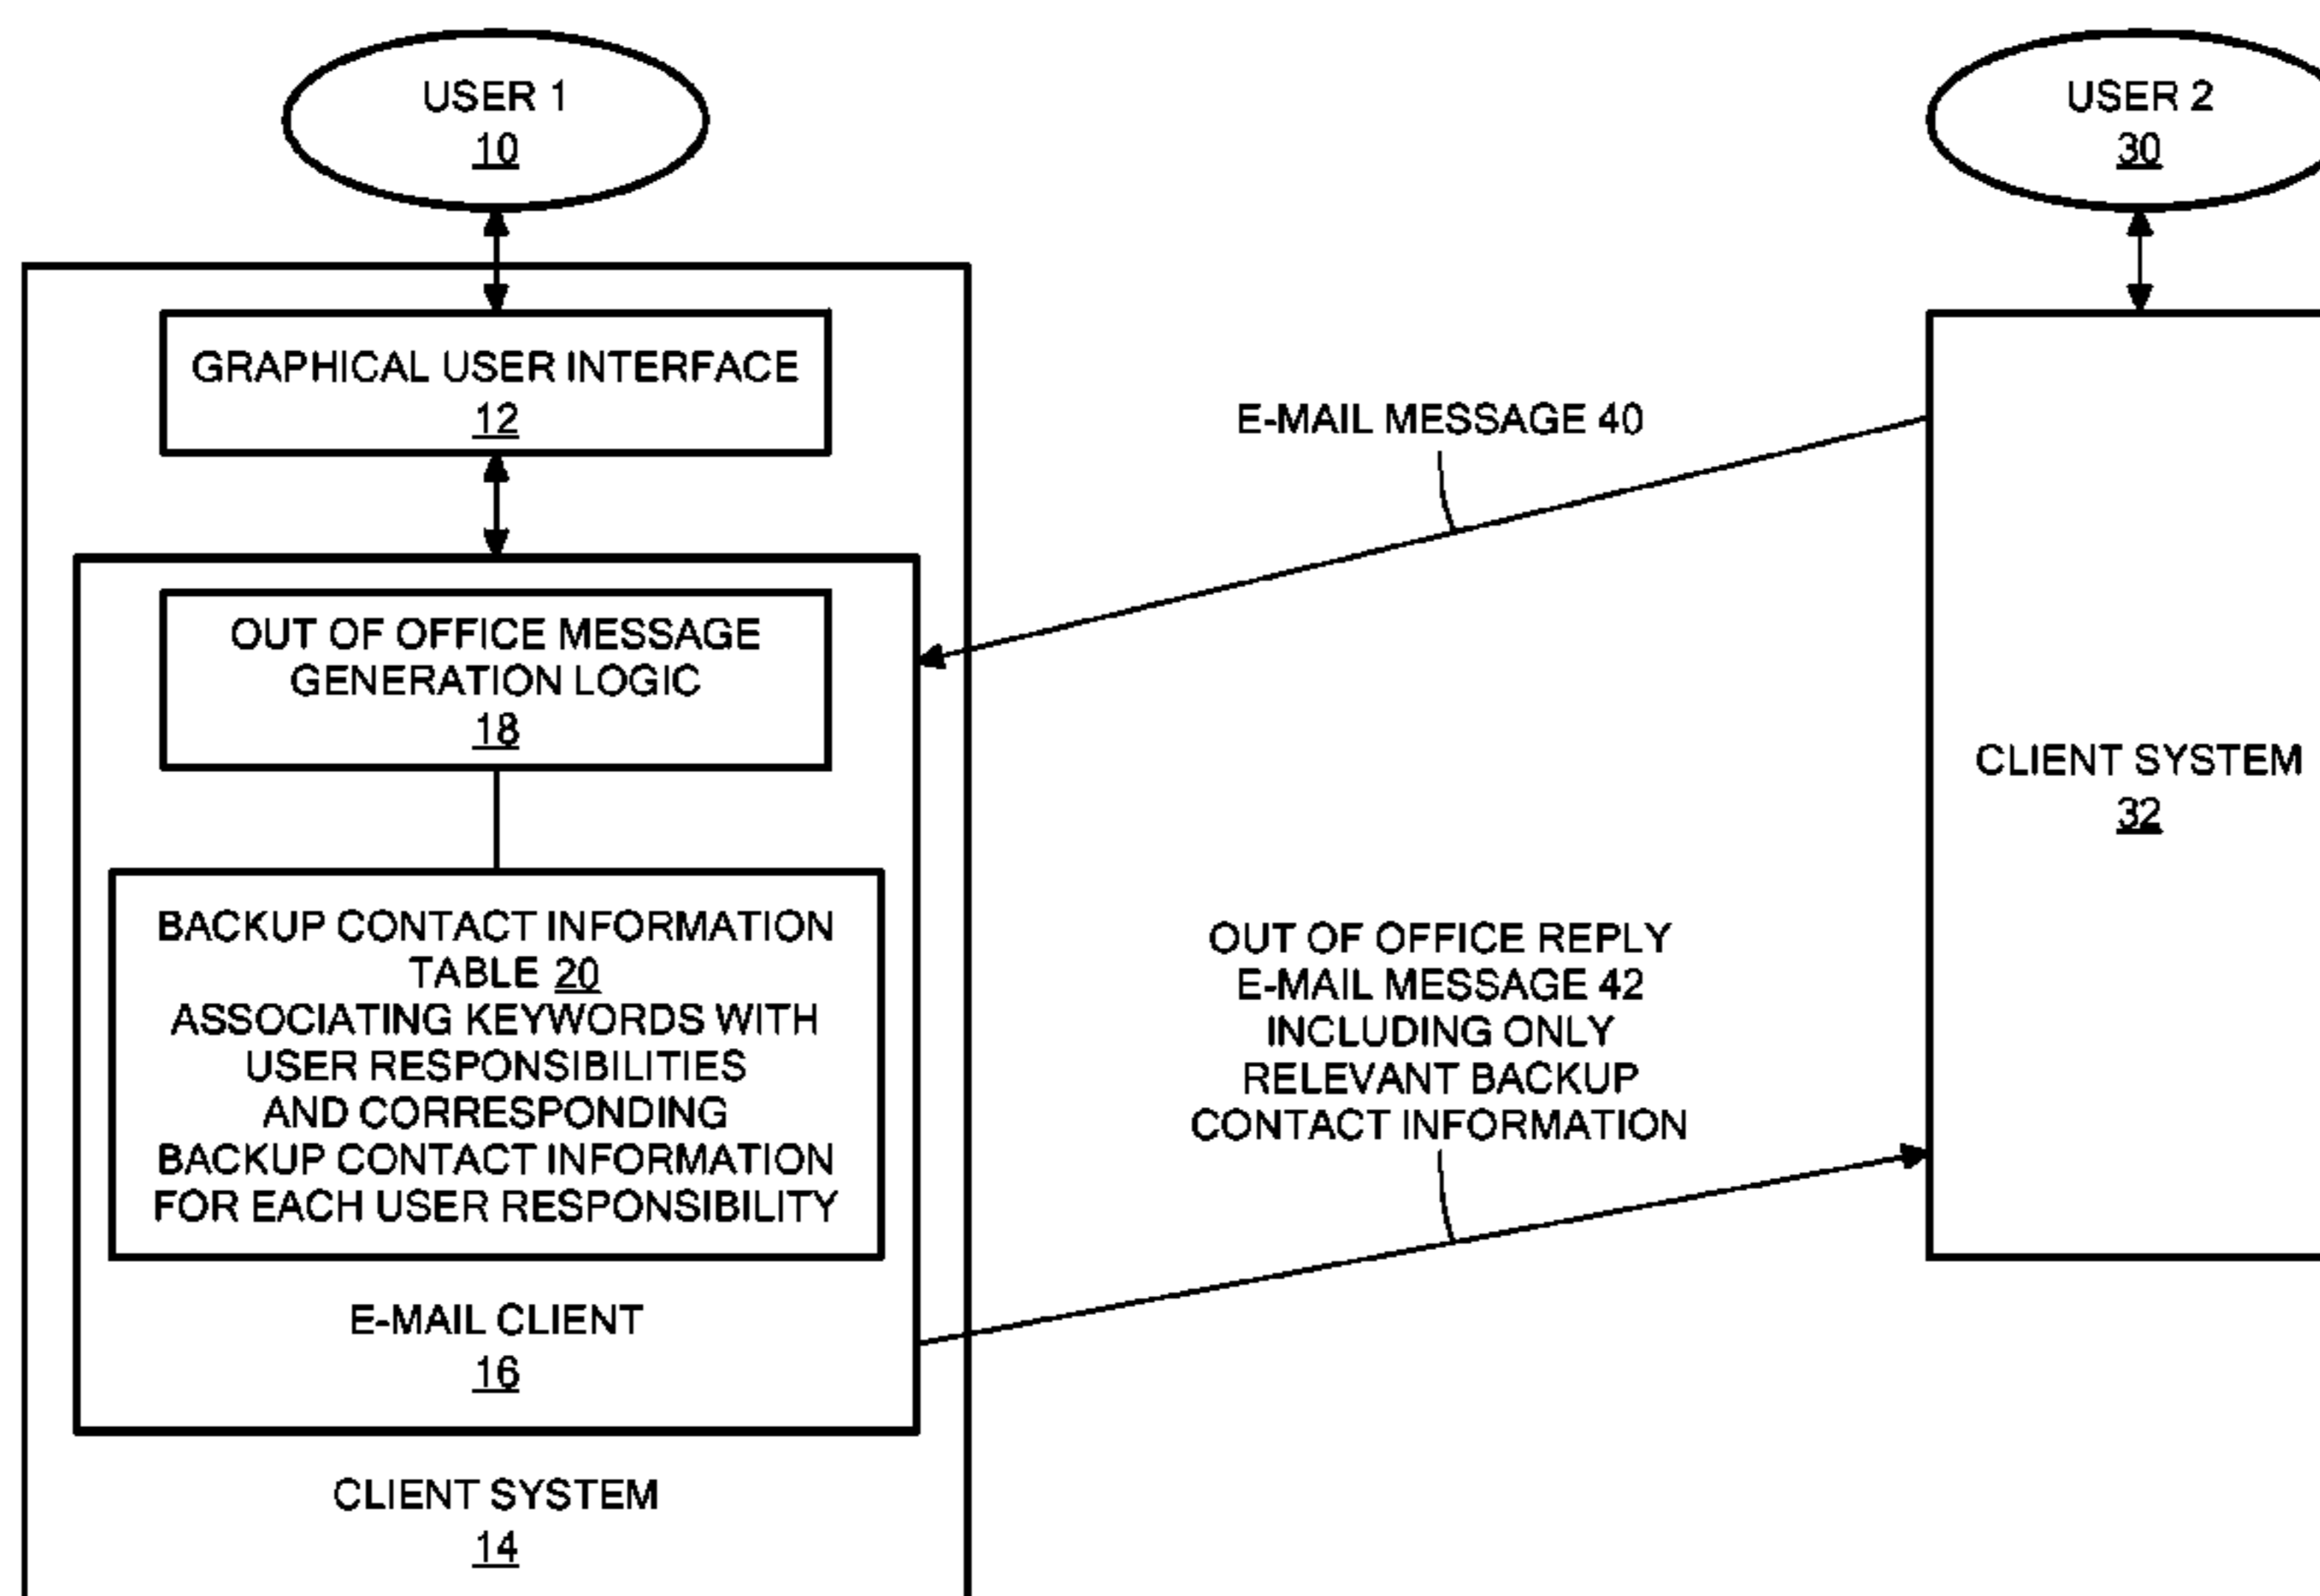 USER 1
10
USER 2
30
GRAPHICAL USER INTERFACE
12
E-MAIL MESSAGE 40
OUT OF OFFICE MESSAGE
GENERATION LOGIC
18
CLIENT SYSTEM
32
BACKUP CONTACT INFORMATION
TABLE 20
ASSOCIATING KEYWORDS WITH
USER RESPONSIBILITIES
AND CORRESPONDING
BACKUP CONTACT INFORMATION
FOR EACH USER RESPONSIBILITY
OUT OF OFFICE REPLY
E-MAIL MESSAGE 42
INCLUDING ONLY
RELEVANT BACKUP
CONTACT INFORMATION
E-MAIL CLIENT
16
CLIENT SYSTEM
14